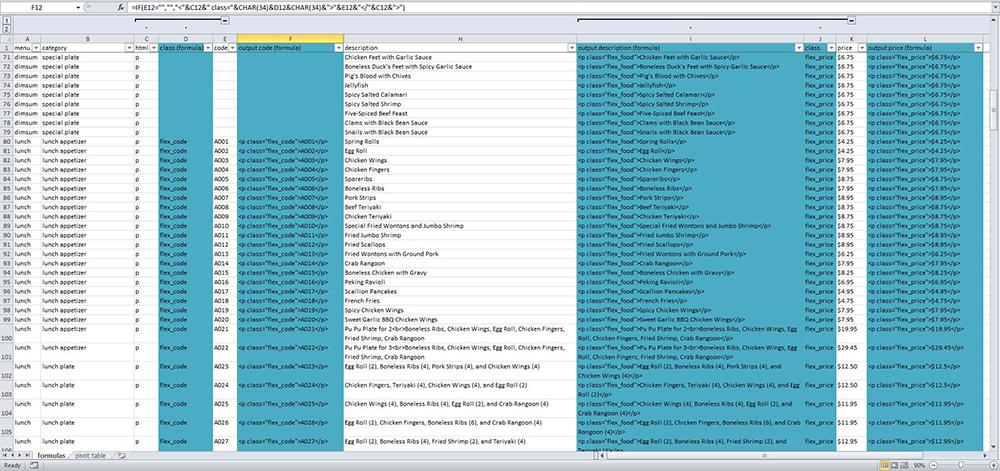 F12 fx =IF(E12="","","<"&C12&" class="&CHAR(34)&D12&CHAR(34)&">"&E12&"</"&C12&">")
1
2
A B C D E F H I J K L
1 menu category html class (formula) code output code (formula) description output description (formula) class price output price (formula)
71 dimsum special plate p Chicken Feet with Garlic Sauce <p class="flex_food">Chicken Feet with Garlic Sauce</p> flex_price $6.75 <p class="flex_price">$6.75</p>
72 dimsum special plate p Boneless Duck's Feet with Spicy Garlic Sauce <p class="flex_food">Boneless Duck's Feet with Spicy Garlic Sauce</p> flex_price $6.75 <p class="flex_price">$6.75</p>
73 dimsum special plate p Pig's Blood with Chives <p class="flex_food">Pig's Blood with Chives</p> flex_price $6.75 <p class="flex_price">$6.75</p>
74 dimsum special plate p Jellyfish <p class="flex_food">Jellyfish</p> flex_price $6.75 <p class="flex_price">$6.75</p>
75 dimsum special plate p Spicy Salted Calamari <p class="flex_food">Spicy Salted Calamari</p> flex_price $6.75 <p class="flex_price">$6.75</p>
76 dimsum special plate p Spicy Salted Shrimp <p class="flex_food">Spicy Salted Shrimp</p> flex_price $6.75 <p class="flex_price">$6.75</p>
77 dimsum special plate p Five-Spiced Beef Feast <p class="flex_food">Five-Spiced Beef Feast</p> flex_price $6.75 <p class="flex_price">$6.75</p>
78 dimsum special plate p Clams with Black Bean Sauce <p class="flex_food">Clams with Black Bean Sauce</p> flex_price $6.75 <p class="flex_price">$6.75</p>
79 dimsum special plate p Snails with Black Bean Sauce <p class="flex_food">Snails with Black Bean Sauce</p> flex_price $6.75 <p class="flex_price">$6.75</p>
80 lunch lunch appetizer p flex_code A001 <p class="flex_code">A001</p> Spring Rolls <p class="flex_food">Spring Rolls</p> flex_price $4.25 <p class="flex_price">$4.25</p>
81 lunch lunch appetizer p flex_code A002 <p class="flex_code">A002</p> Egg Roll <p class="flex_food">Egg Roll</p> flex_price $4.25 <p class="flex_price">$4.25</p>
82 lunch lunch appetizer p flex_code A003 <p class="flex_code">A003</p> Chicken Wings <p class="flex_food">Chicken Wings</p> flex_price $7.95 <p class="flex_price">$7.95</p>
83 lunch lunch appetizer p flex_code A004 <p class="flex_code">A004</p> Chicken Fingers <p class="flex_food">Chicken Fingers</p> flex_price $7.95 <p class="flex_price">$7.95</p>
84 lunch lunch appetizer p flex_code A005 <p class="flex_code">A005</p> Spareribs <p class="flex_food">Spareribs</p> flex_price $8.75 <p class="flex_price">$8.75</p>
85 lunch lunch appetizer p flex_code A006 <p class="flex_code">A006</p> Boneless Ribs <p class="flex_food">Boneless Ribs</p> flex_price $7.95 <p class="flex_price">$7.95</p>
86 lunch lunch appetizer p flex_code A007 <p class="flex_code">A007</p> Pork Strips <p class="flex_food">Pork Strips</p> flex_price $8.95 <p class="flex_price">$8.95</p>
87 lunch lunch appetizer p flex_code A008 <p class="flex_code">A008</p> Beef Teriyaki <p class="flex_food">Beef Teriyaki</p> flex_price $8.75 <p class="flex_price">$8.75</p>
88 lunch lunch appetizer p flex_code A009 <p class="flex_code">A009</p> Chicken Teriyaki <p class="flex_food">Chicken Teriyaki</p> flex_price $8.75 <p class="flex_price">$8.75</p>
89 lunch lunch appetizer p flex_code A010 <p class="flex_code">A010</p> Special Fried Wontons and Jumbo Shrimp <p class="flex_food">Special Fried Wontons and Jumbo Shrimp</p> flex_price $8.75 <p class="flex_price">$8.75</p>
90 lunch lunch appetizer p flex_code A011 <p class="flex_code">A011</p> Fried Jumbo Shrimp <p class="flex_food">Fried Jumbo Shrimp</p> flex_price $8.95 <p class="flex_price">$8.95</p>
91 lunch lunch appetizer p flex_code A012 <p class="flex_code">A012</p> Fried Scallops <p class="flex_food">Fried Scallops</p> flex_price $8.95 <p class="flex_price">$8.95</p>
92 lunch lunch appetizer p flex_code A013 <p class="flex_code">A013</p> Fried Wontons with Ground Pork <p class="flex_food">Fried Wontons with Ground Pork</p> flex_price $6.25 <p class="flex_price">$6.25</p>
93 lunch lunch appetizer p flex_code A014 <p class="flex_code">A014</p> Crab Rangoon <p class="flex_food">Crab Rangoon</p> flex_price $7.95 <p class="flex_price">$7.95</p>
94 lunch lunch appetizer p flex_code A015 <p class="flex_code">A015</p> Boneless Chicken with Gravy <p class="flex_food">Boneless Chicken with Gravy</p> flex_price $8.25 <p class="flex_price">$8.25</p>
95 lunch lunch appetizer p flex_code A016 <p class="flex_code">A016</p> Peking Ravioli <p class="flex_food">Peking Ravioli</p> flex_price $6.95 <p class="flex_price">$6.95</p>
96 lunch lunch appetizer p flex_code A017 <p class="flex_code">A017</p> Scallion Pancakes <p class="flex_food">Scallion Pancakes</p> flex_price $4.95 <p class="flex_price">$4.95</p>
97 lunch lunch appetizer p flex_code A018 <p class="flex_code">A018</p> French Fries <p class="flex_food">French Fries</p> flex_price $4.75 <p class="flex_price">$4.75</p>
98 lunch lunch appetizer p flex_code A019 <p class="flex_code">A019</p> Spicy Chicken Wings <p class="flex_food">Spicy Chicken Wings</p> flex_price $7.95 <p class="flex_price">$7.95</p>
99 lunch lunch appetizer p flex_code A020 <p class="flex_code">A020</p> Sweet Garlic BBQ Chicken Wings <p class="flex_food">Sweet Garlic BBQ Chicken Wings</p> flex_price $7.95 <p class="flex_price">$7.95</p>
lunch lunch appetizer p flex_code A021 <p class="flex_code">A021</p> Pu Pu Plate for 2<br>Boneless Ribs, Chicken Wings, Egg Roll, Chicken Fingers, <p class="flex_food">Pu Pu Plate for 2<br>Boneless Ribs, Chicken Wings, Egg flex_price $19.95 <p class="flex_price">$19.95</p>
100 Fried Shrimp, Crab Rangoon Roll, Chicken Fingers, Fried Shrimp, Crab Rangoon</p>
lunch lunch appetizer p flex_code A022 <p class="flex_code">A022</p> Pu Pu Plate for 3<br>Boneless Ribs, Chicken Wings, Egg Roll, Chicken Fingers, <p class="flex_food">Pu Pu Plate for 3<br>Boneless Ribs, Chicken Wings, Egg flex_price $29.45 <p class="flex_price">$29.45</p>
101 Fried Shrimp, Crab Rangoon Roll, Chicken Fingers, Fried Shrimp, Crab Rangoon</p>
lunch lunch plate p flex_code A023 <p class="flex_code">A023</p> Egg Roll (2), Boneless Ribs (4), Pork Strips (4), and Chicken Wings (4) <p class="flex_food">Egg Roll (2), Boneless Ribs (4), Pork Strips (4), and flex_price $12.50 <p class="flex_price">$12.5</p>
102 Chicken Wings (4)</p>
lunch lunch plate p flex_code A024 <p class="flex_code">A024</p> Chicken Fingers, Teriyaki (4), Chicken Wings (4), and Egg Roll (2) <p class="flex_food">Chicken Fingers, Teriyaki (4), Chicken Wings (4), and Egg flex_price $12.50 <p class="flex_price">$12.5</p>
103 Roll (2)</p>
lunch lunch plate p flex_code A025 <p class="flex_code">A025</p> Chicken Wings (4), Boneless Ribs (4), Egg Roll (2), and Crab Rangoon (4) <p class="flex_food">Chicken Wings (4), Boneless Ribs (4), Egg Roll (2), and flex_price $11.95 <p class="flex_price">$11.95</p>
104 Crab Rangoon (4)</p>
lunch lunch plate p flex_code A026 <p class="flex_code">A026</p> Egg Roll (2), Chicken Fingers, Boneless Ribs (6), and Crab Rangoon (4) <p class="flex_food">Egg Roll (2), Chicken Fingers, Boneless Ribs (6), and Crab flex_price $11.95 <p class="flex_price">$11.95</p>
105 Rangoon (4)</p>
lunch lunch plate p flex_code A027 <p class="flex_code">A027</p> Egg Roll (2), Boneless Ribs (4), Fried Shrimp (2), and Teriyaki (4) <p class="flex_food">Egg Roll (2), Boneless Ribs (4), Fried Shrimp (2), and flex_price $12.95 <p class="flex_price">$12.95</p>
formulas pivot table
Ready 90%